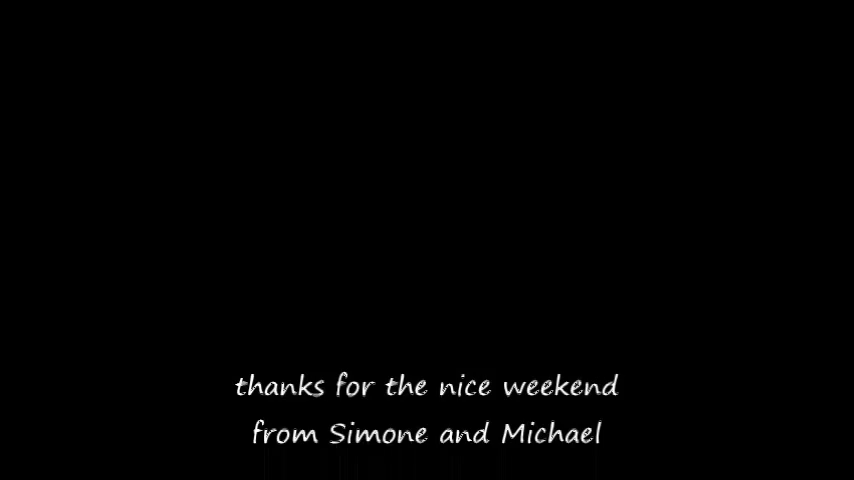 thanks for the nice weekend
from Simone and Michael